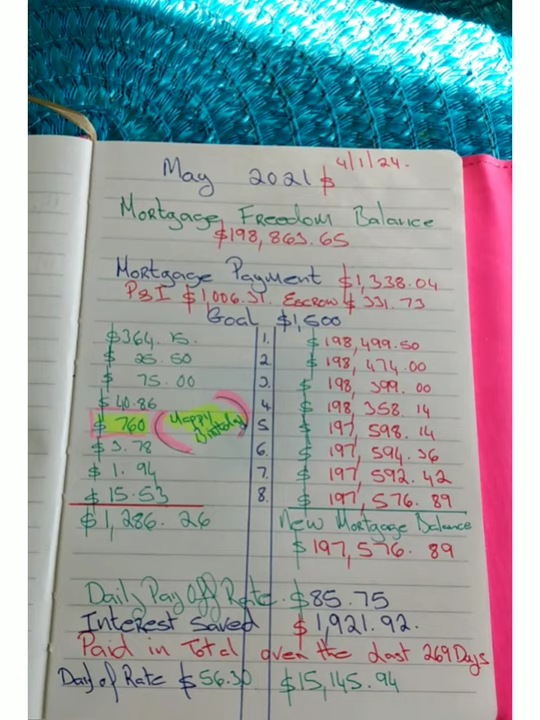 4/1/24.
May 2021 $
Mortgage Freedom Balance
$198,863.65
Mortgage Payment $1,338.04
P&I $1,006.31. Escrow $ 331.73
Goal $1,500
$364.15. 1. $ 198,499.50
$ 25.50 2 $ 198,474.00
$ 75.00 3. $ 198,399.00
$ 40.86 4 $ 198,358.14
$ 760 Happy Birthday 5 $ 197,598.14
$ 3.78 6. $ 197,594.36
$ 1.94 7. $ 197,592.42
$ 15.53 8. $ 197,576.89
$1,286.26 New Mortgage Balance
$197,576.89
Daily Pay Off Rate. $85.75
Interest Saved $1,921.92.
Paid in Total over the Last 269 Days
Daily of Rate $56.30 $15,145.94